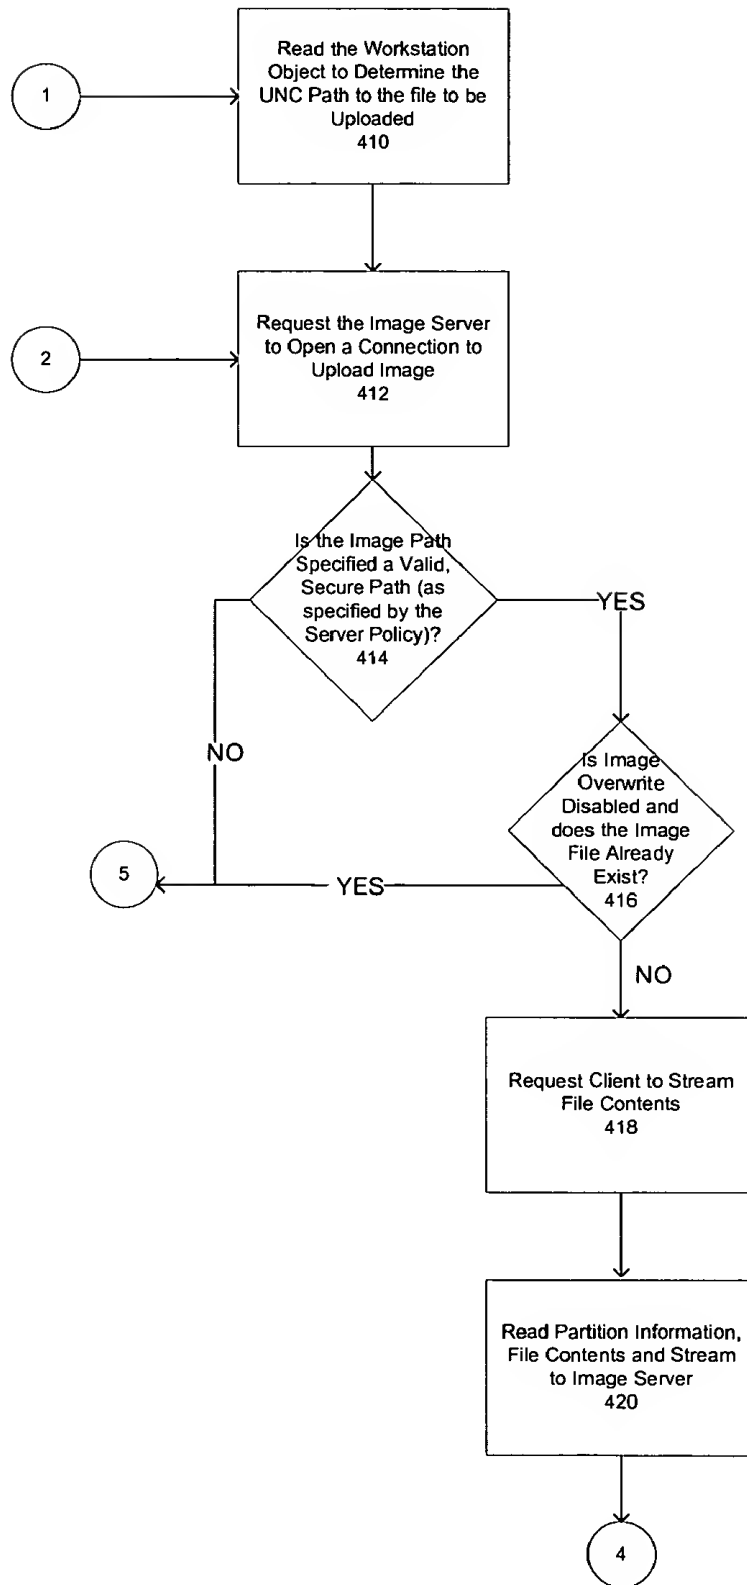 Read the Workstation
Object to Determine the
UNC Path to the file to be
Uploaded
410
1
Request the Image Server
to Open a Connection to
Upload Image
412
2
Is the Image Path
Specified a Valid,
Secure Path (as
specified by the
Server Policy)?
414
YES
NO
Is Image
Overwrite
Disabled and
does the Image
File Already
Exist?
416
5
YES
NO
Request Client to Stream
File Contents
418
Read Partition Information,
File Contents and Stream
to Image Server
420
4